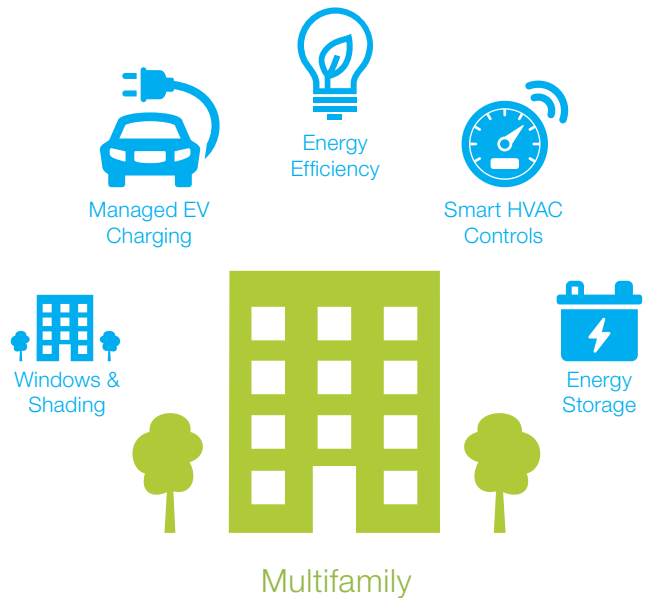 Energy
Efficiency
Managed EV
Charging
Smart HVAC
Controls
Windows &
Shading
Energy
Storage
Multifamily